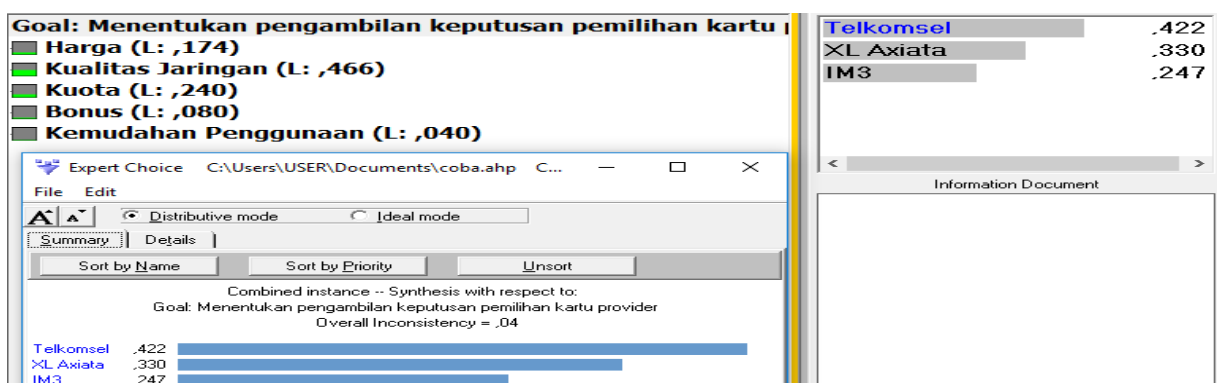 Goal: Menentukan pengambilan keputusan pemilihan kartu
Harga (L: ,174)
Kualitas Jaringan (L: ,466)
Kuota (L: ,240)
Bonus (L: ,080)
Kemudahan Penggunaan (L: ,040)
Telkomsel ,422
XL Axiata ,330
IM3 ,247
Information Document
Expert Choice C:\Users\USER\Documents\coba.ahp C...
File Edit
A A Distributive mode Ideal mode
Summary Details
Sort by Name Sort by Priority Unsort
Combined instance -- Synthesis with respect to:
Goal: Menentukan pengambilan keputusan pemilihan kartu provider
Overall Inconsistency = ,04
Telkomsel ,422
XL Axiata ,330
IM3 247